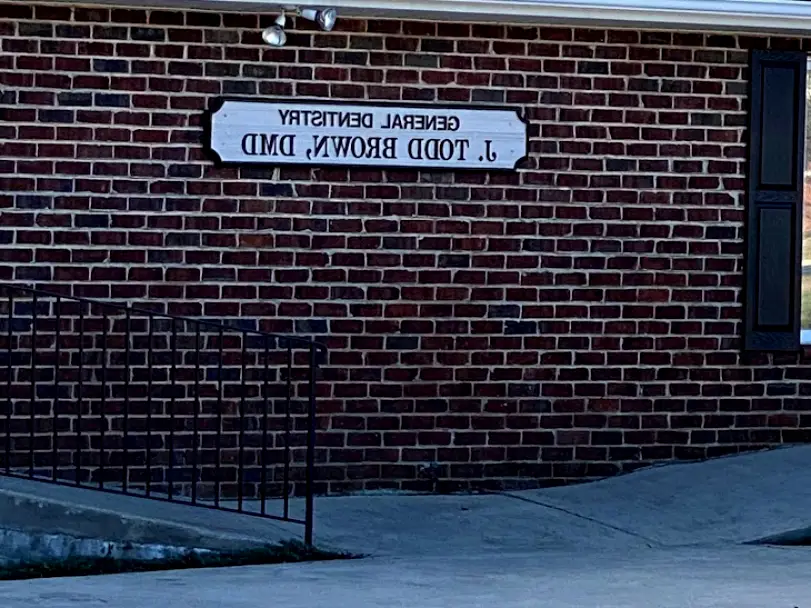 GENERAL DENTISTRY
J. TODD BROWN, DMD